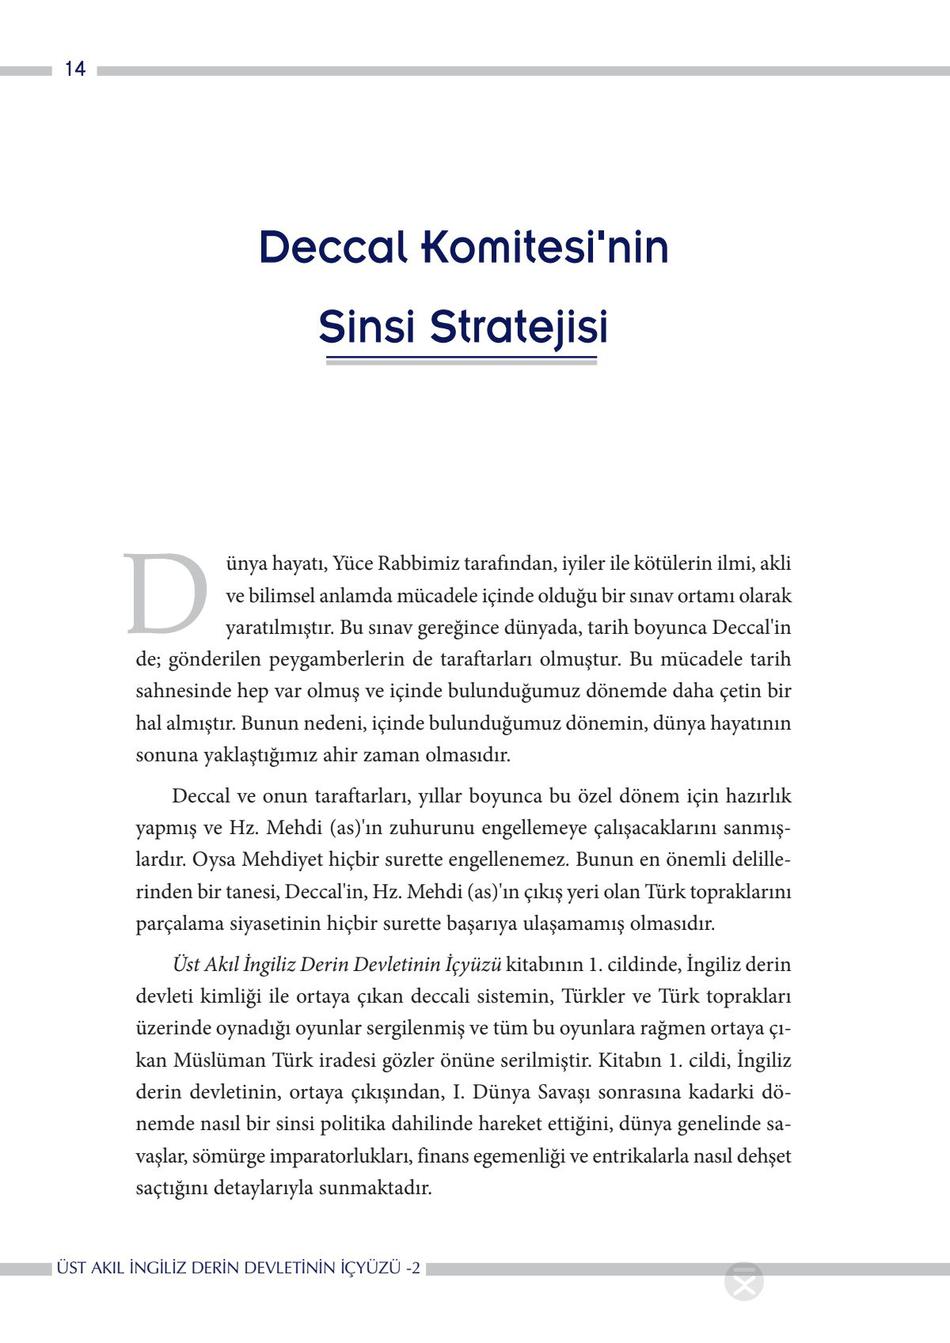 14
Deccal Komitesi'nin
Sinsi Stratejisi
Dünya hayatı, Yüce Rabbimiz tarafından, iyiler ile kötülerin ilmi, akli
ve bilimsel anlamda mücadele içinde olduğu bir sınav ortamı olarak
yaratılmıştır. Bu sınav gereğince dünyada, tarih boyunca Deccal'in
de; gönderilen peygamberlerin de taraftarları olmuştur. Bu mücadele tarih
sahnesinde hep var olmuş ve içinde bulunduğumuz dönemde daha çetin bir
hal almıştır. Bunun nedeni, içinde bulunduğumuz dönemin, dünya hayatının
sonuna yaklaştığımız ahir zaman olmasıdır.
Deccal ve onun taraftarları, yıllar boyunca bu özel dönem için hazırlık
yapmış ve Hz. Mehdi (as)'ın zuhurunu engellemeye çalışacaklarını sanmış-
lardır. Oysa Mehdiyet hiçbir surette engellenemez. Bunun en önemli delille-
rinden bir tanesi, Deccal'in, Hz. Mehdi (as)'ın çıkış yeri olan Türk topraklarını
parçalama siyasetinin hiçbir surette başarıya ulaşamamış olmasıdır.
Üst Akıl İngiliz Derin Devletinin İçyüzü kitabının 1. cildinde, İngiliz derin
devleti kimliği ile ortaya çıkan deccali sistemin, Türkler ve Türk toprakları
üzerinde oynadığı oyunlar sergilenmiş ve tüm bu oyunlara rağmen ortaya çı-
kan Müslüman Türk iradesi gözler önüne serilmiştir. Kitabın 1. cildi, İngiliz
derin devletinin, ortaya çıkışından, I. Dünya Savaşı sonrasına kadarki dö-
nemde nasıl bir sinsi politika dahilinde hareket ettiğini, dünya genelinde sa-
vaşlar, sömürge imparatorlukları, finans egemenliği ve entrikalarla nasıl dehşet
saçtığını detaylarıyla sunmaktadır.
ÜST AKIL İNGİLİZ DERİN DEVLETİNİN İÇYÜZÜ -2